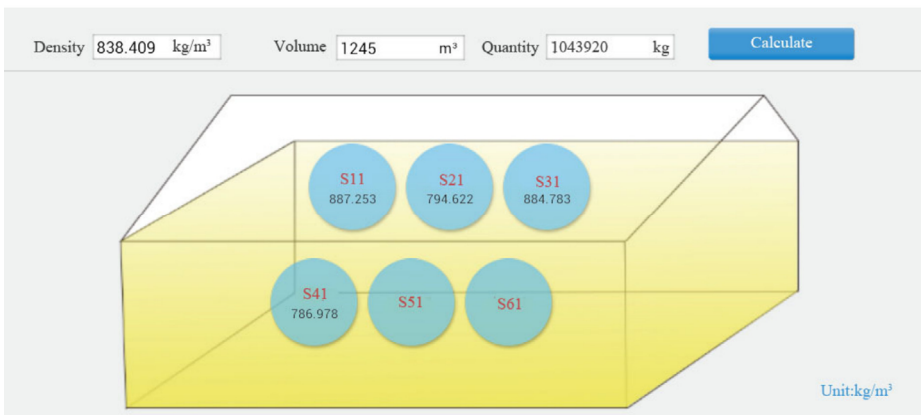 Density 838.409 kg/m³ Volume 1245 m³ Quantity 1043920 kg Calculate
S11 S21 S31
887.253 794.622 884.783
S41 S51 S61
786.978
Unit:kg/m³